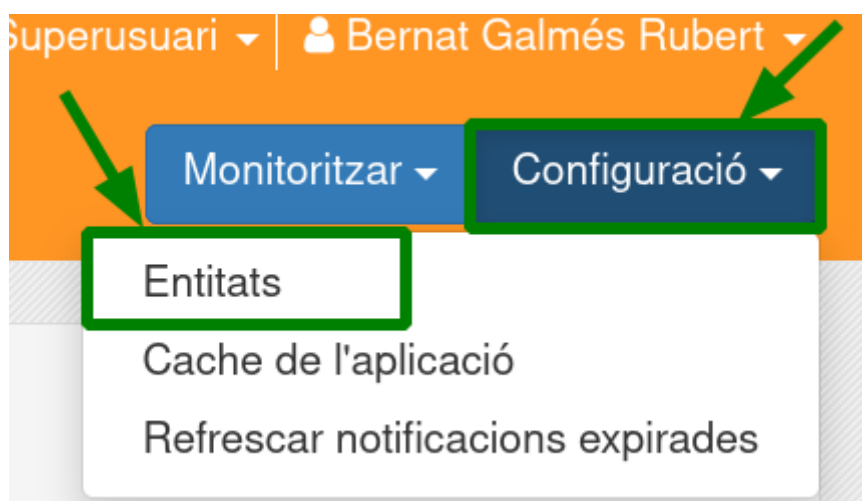 Superusuari Bernat Galmés Rubert
Monitoritzar Configuració
Entitats
Cache de l'aplicació
Refrescar notificacions expirades